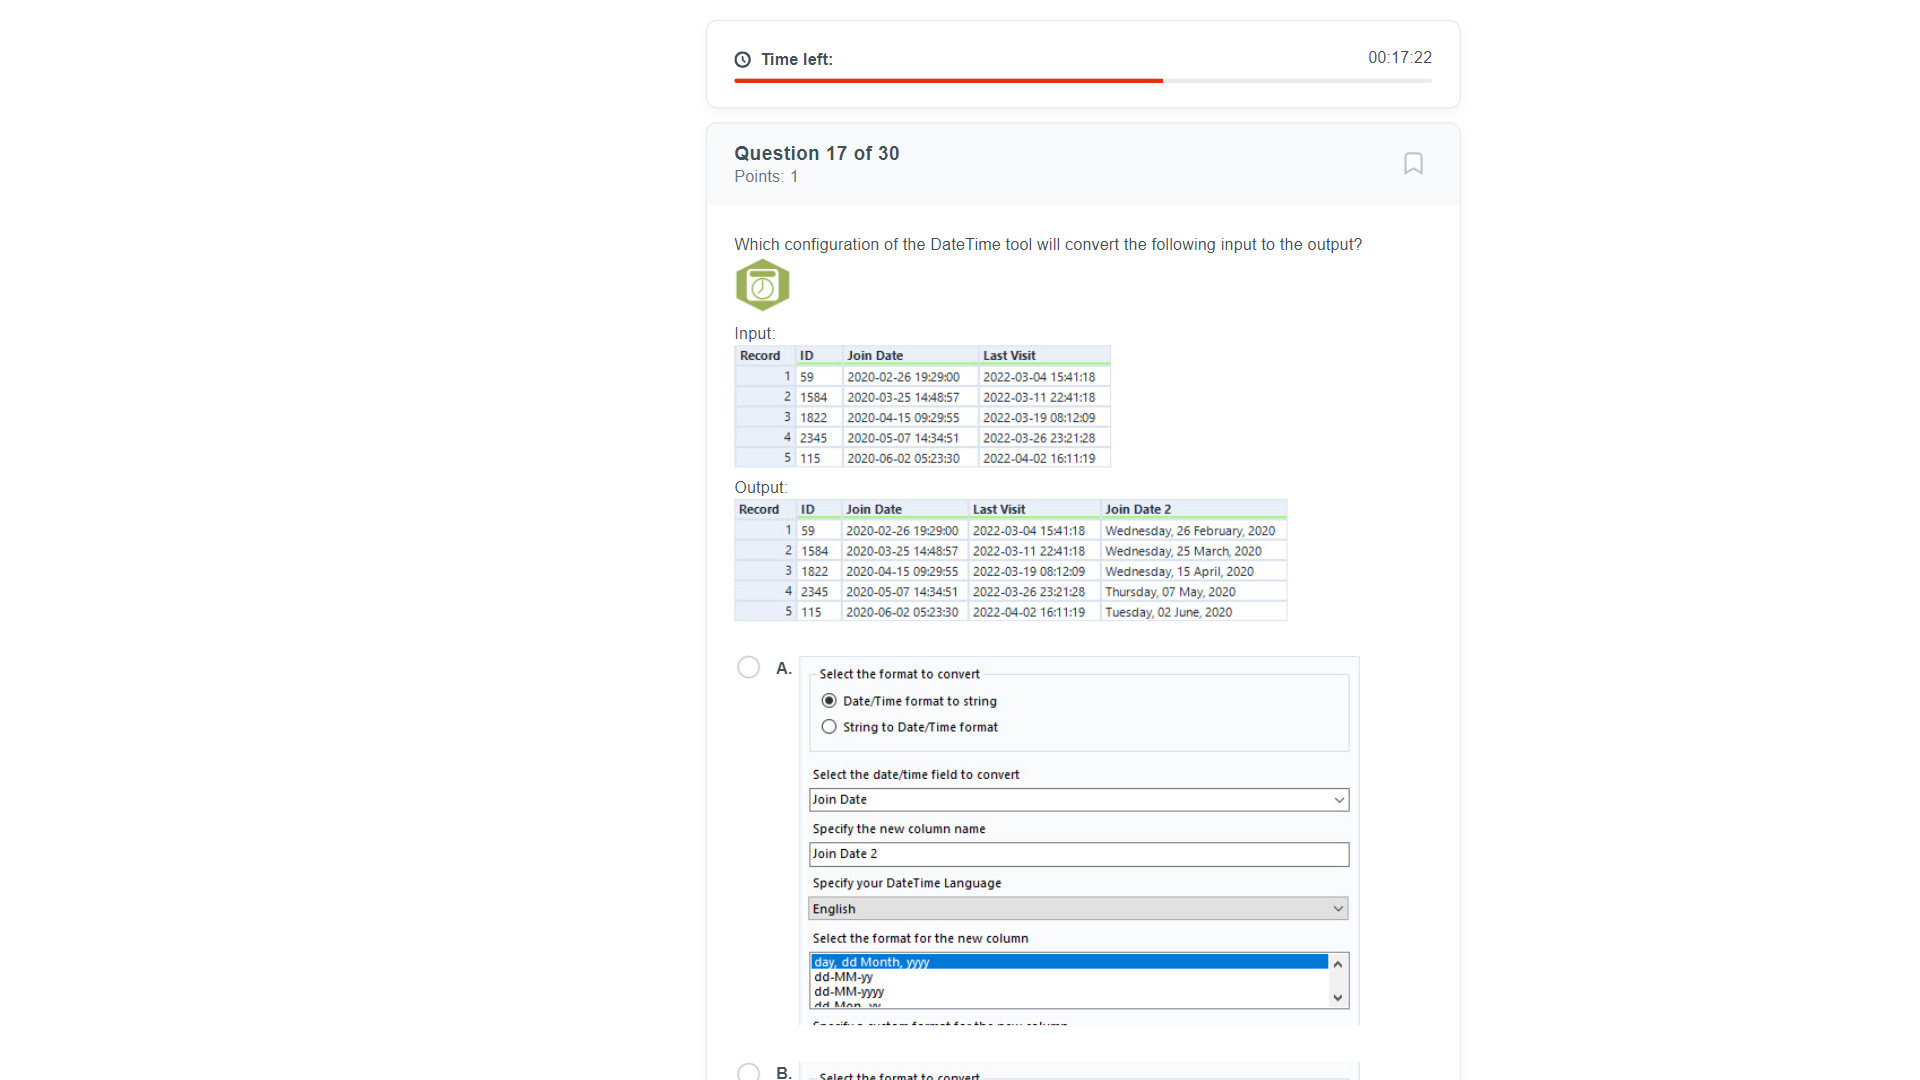 Time left:
00:17:22
Question 17 of 30
Points: 1
Which configuration of the DateTime tool will convert the following input to the output?
Input:
Record ID Join Date Last Visit
1 59 2020-02-26 19:29:00 2022-03-04 15:41:18
2 1584 2020-03-25 14:48:57 2022-03-11 22:41:18
3 1822 2020-04-15 09:29:55 2022-03-19 08:12:09
4 2345 2020-05-07 14:34:51 2022-03-26 23:21:28
5 115 2020-06-02 05:23:30 2022-04-02 16:11:19
Output:
Record ID Join Date Last Visit Join Date 2
1 59 2020-02-26 19:29:00 2022-03-04 15:41:18 Wednesday, 26 February, 2020
2 1584 2020-03-25 14:48:57 2022-03-11 22:41:18 Wednesday, 25 March, 2020
3 1822 2020-04-15 09:29:55 2022-03-19 08:12:09 Wednesday, 15 April, 2020
4 2345 2020-05-07 14:34:51 2022-03-26 23:21:28 Thursday, 07 May, 2020
5 115 2020-06-02 05:23:30 2022-04-02 16:11:19 Tuesday, 02 June, 2020
A.
Select the format to convert
Date/Time format to string
String to Date/Time format
Select the date/time field to convert
Join Date
Specify the new column name
Join Date 2
Specify your DateTime Language
English
Select the format for the new column
day, dd Month, yyyy
dd-MM-yy
dd-MM-yyyy
dd Mon, yy
Specify a custom format for the new column
B.
Select the format to convert